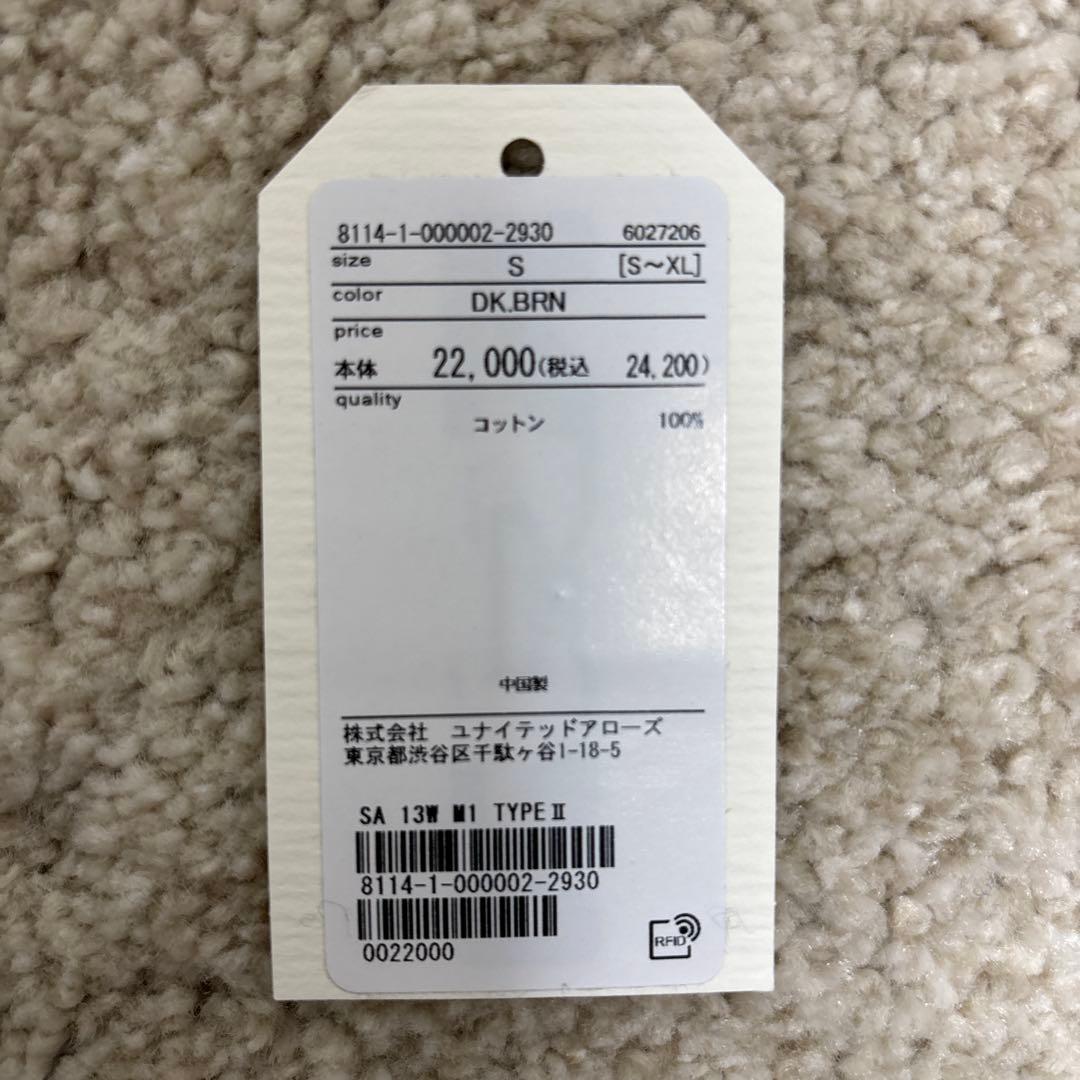 8114-1-000002-2930 6027206
size S [S～XL]
color DK.BRN
price
本体 22,000(税込 24,200)
quality
コットン 100%
中国製
株式会社 ユナイテッドアローズ
東京都渋谷区千駄ヶ谷1-18-5
SA 13W M1 TYPEⅡ
8114-1-000002-2930
0022000
RFID